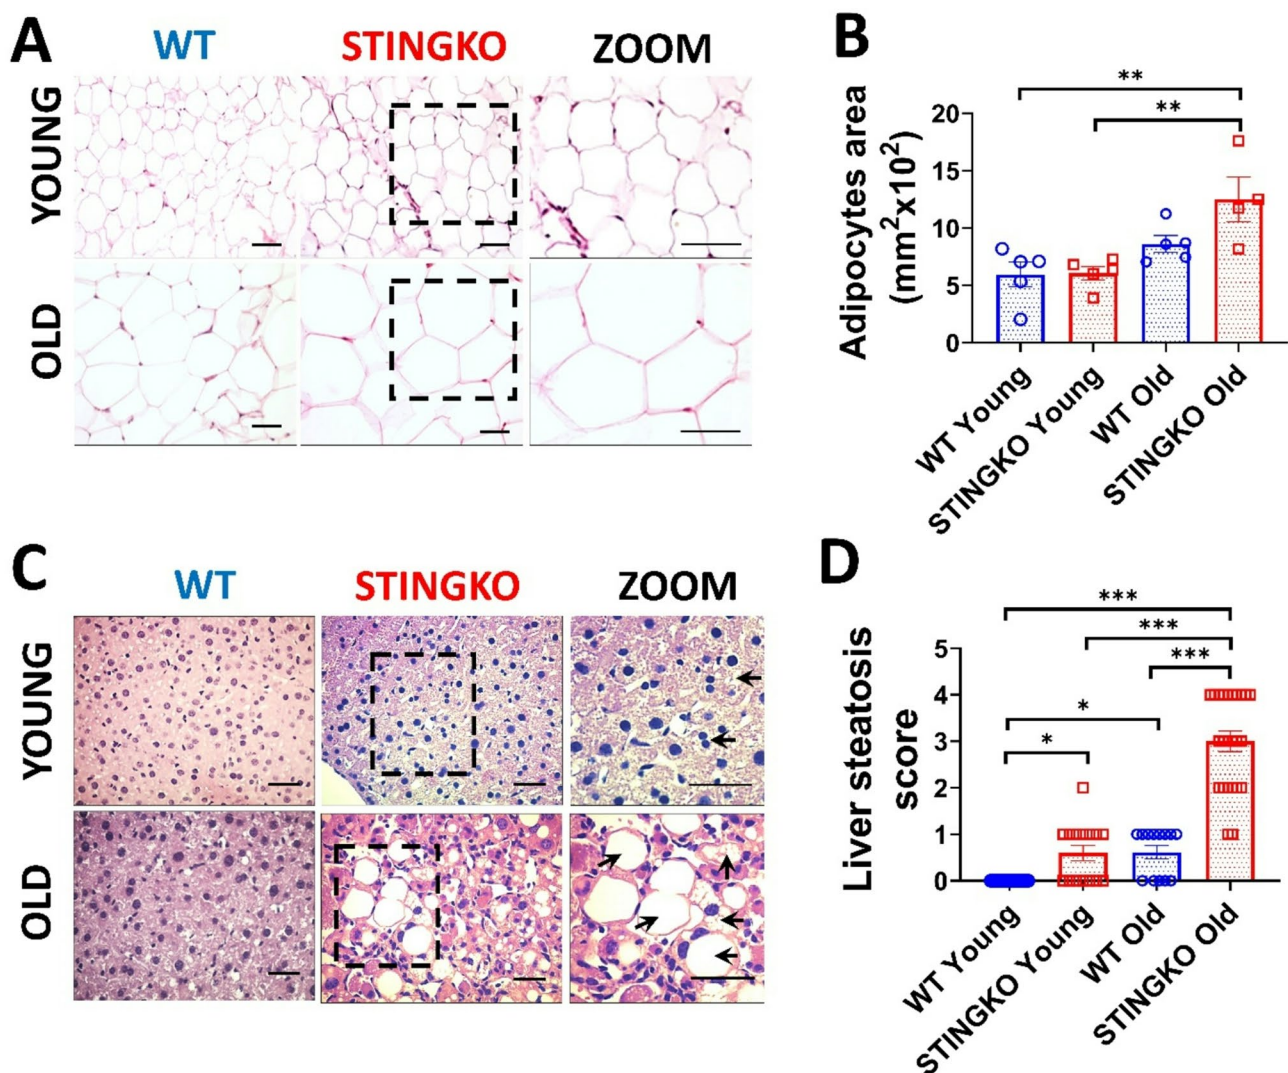 A
WT STINGKO ZOOM
YOUNG
OLD
B
**
**
Adipocytes area
(mm²x10²)
20
15
10
5
0
WT Young
STINGKO Young
WT Old
STINGKO Old
C
WT STINGKO ZOOM
YOUNG
OLD
D
***
***
***
*
*
Liver steatosis
score
5
4
3
2
1
0
WT Young
STINGKO Young
WT Old
STINGKO Old